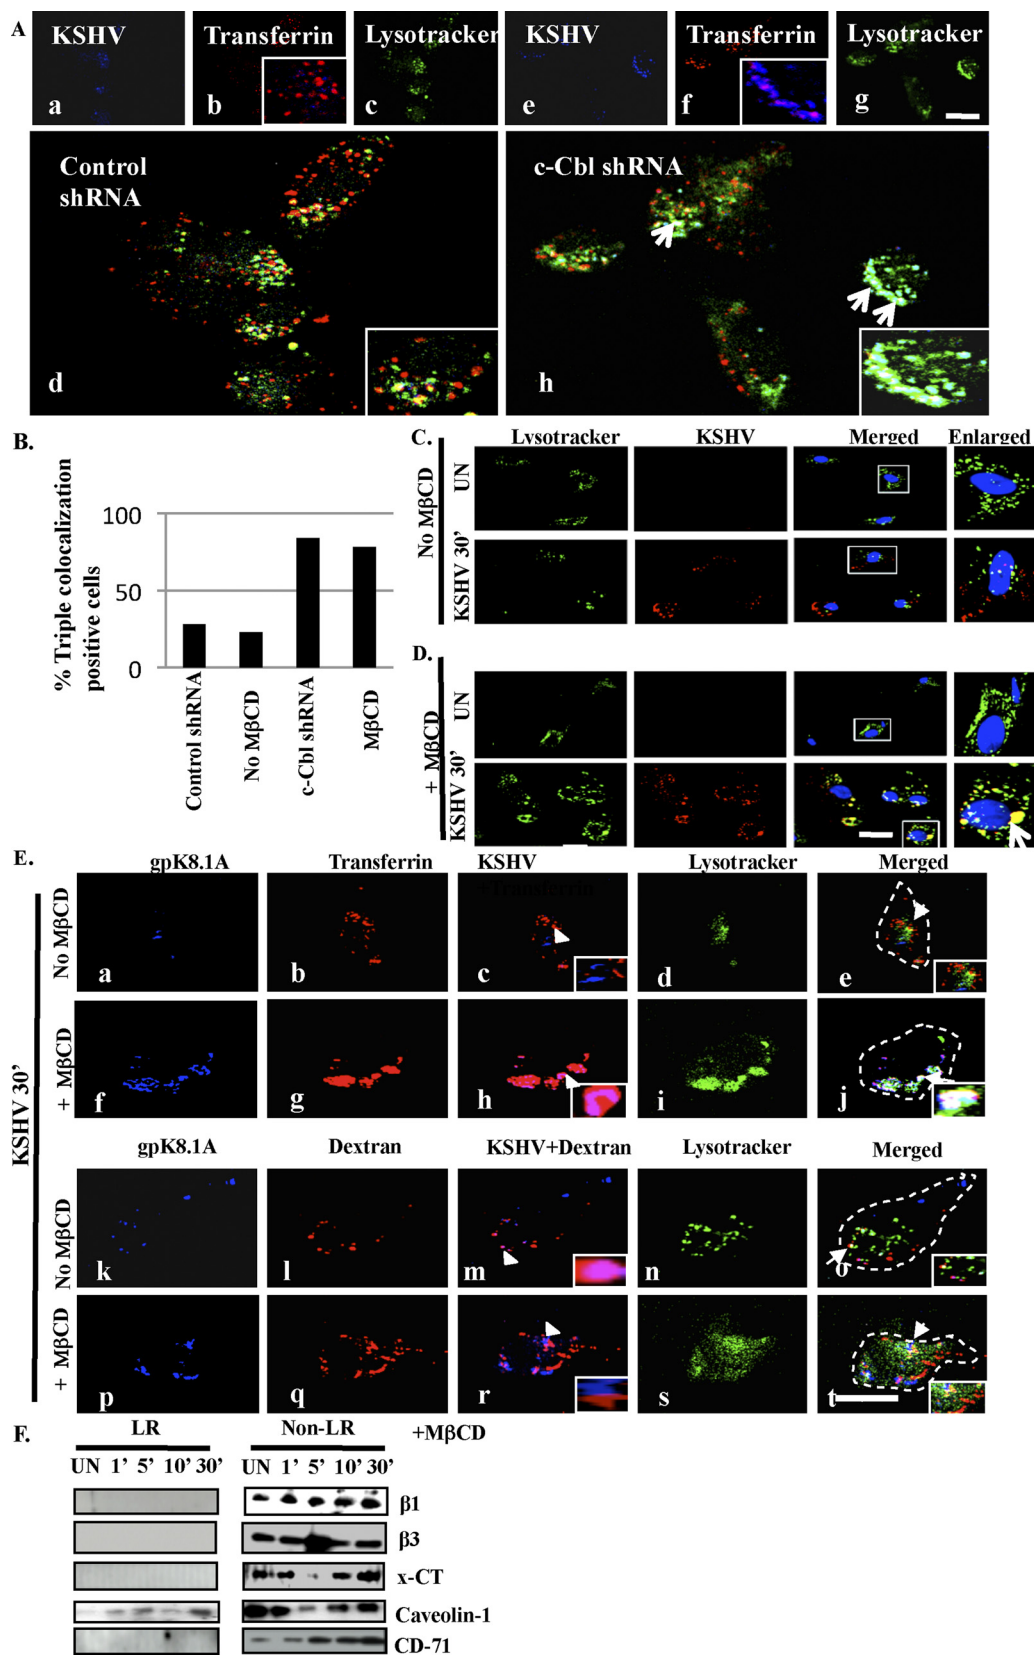 A
KSHV
Transferrin
Lysotracker
KSHV
Transferrin
Lysotracker
a
b
c
e
f
g
Control
shRNA
c-Cbl shRNA
d
h
B.
% Triple colocalization
positive cells
100
50
0
Control shRNA
No MβCD
c-Cbl shRNA
MβCD
C.
Lysotracker
KSHV
Merged
Enlarged
No MβCD
UN
KSHV 30’
D.
+ MβCD
UN
KSHV 30’
E.
gpK8.1A
Transferrin
KSHV
+Transferrin
Lysotracker
Merged
KSHV 30’
No MβCD
a
b
c
d
e
+ MβCD
f
g
h
i
j
gpK8.1A
Dextran
KSHV+Dextran
Lysotracker
Merged
No MβCD
k
l
m
n
o
+ MβCD
p
q
r
s
t
F.
LR
Non-LR
+MβCD
UN 1’ 5’ 10’ 30’
UN 1’ 5’ 10’ 30’
β1
β3
x-CT
Caveolin-1
CD-71